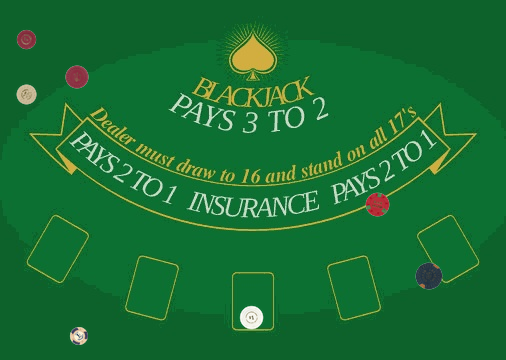 BLACKJACK
PAYS 3 TO 2
Dealer must draw to 16 and stand on all 17's
PAYS 2 TO 1 INSURANCE PAYS 2 TO 1